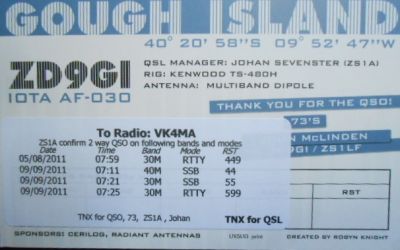 GOUGH ISLAND
40° 20' 58"S 09° 52' 47"W
ZD9GI
IOTA AF-030
QSL MANAGER: JOHAN SEVENSTER (ZS1A)
RIG: KENWOOD TS-480H
ANTENNA: MULTIBAND DIPOLE
THANK YOU FOR THE QSO!
73'S
N MCLINDEN
9GI / ZS1LF
To Radio: VK4MA
ZS1A confirm 2 way QSO on following bands and modes
Date Time Band Mode RST
05/08/2011 07:59 30M RTTY 449
09/09/2011 07:11 40M SSB 44
09/09/2011 07:21 30M SSB 55
09/09/2011 07:25 30M RTTY 599
TNX for QSO, 73, ZS1A , Johan TNX for QSL
RST
SPONSORS: CERILOG, RADIANT ANTENNAS
print
CREATED BY ROBYN KNIGHT